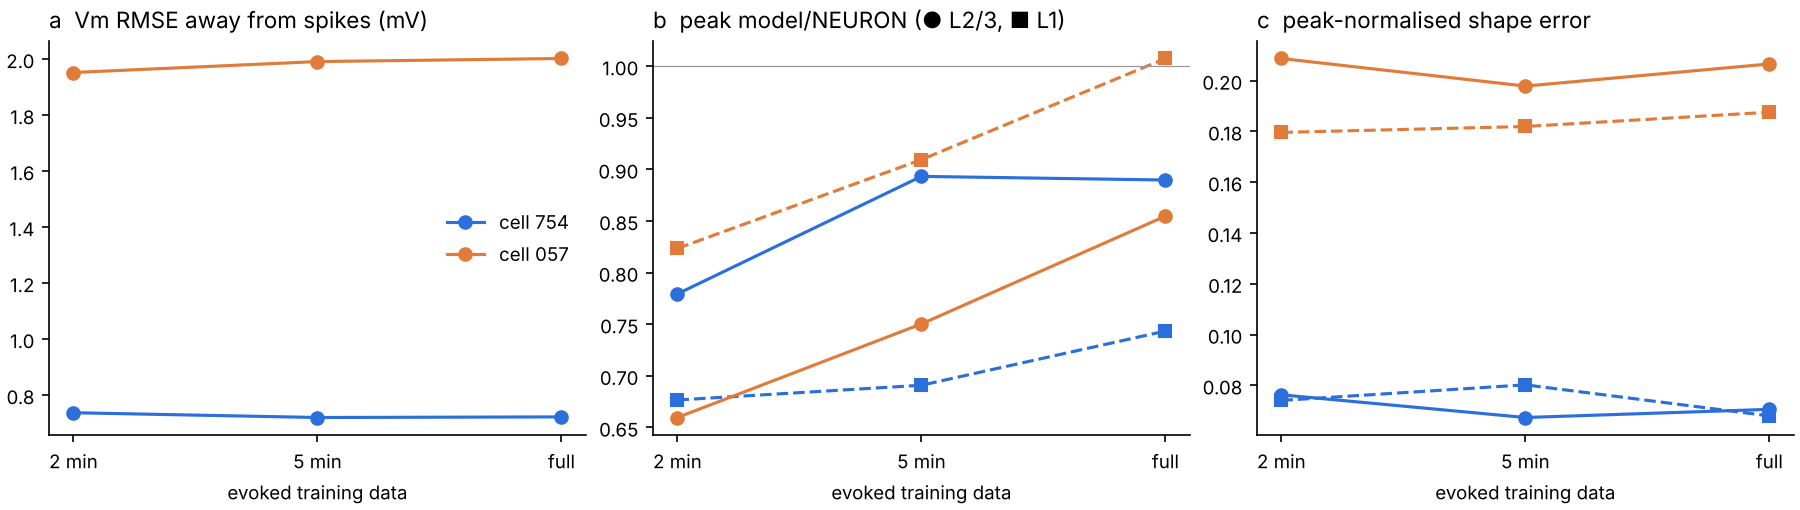 a Vm RMSE away from spikes (mV)
2.0
1.8
1.6
1.4
1.2
1.0
0.8
cell 754
cell 057
2 min
5 min
full
evoked training data
b peak model/NEURON (● L2/3, ■ L1)
1.00
0.95
0.90
0.85
0.80
0.75
0.70
0.65
2 min
5 min
full
evoked training data
c peak-normalised shape error
0.20
0.18
0.16
0.14
0.12
0.10
0.08
2 min
5 min
full
evoked training data